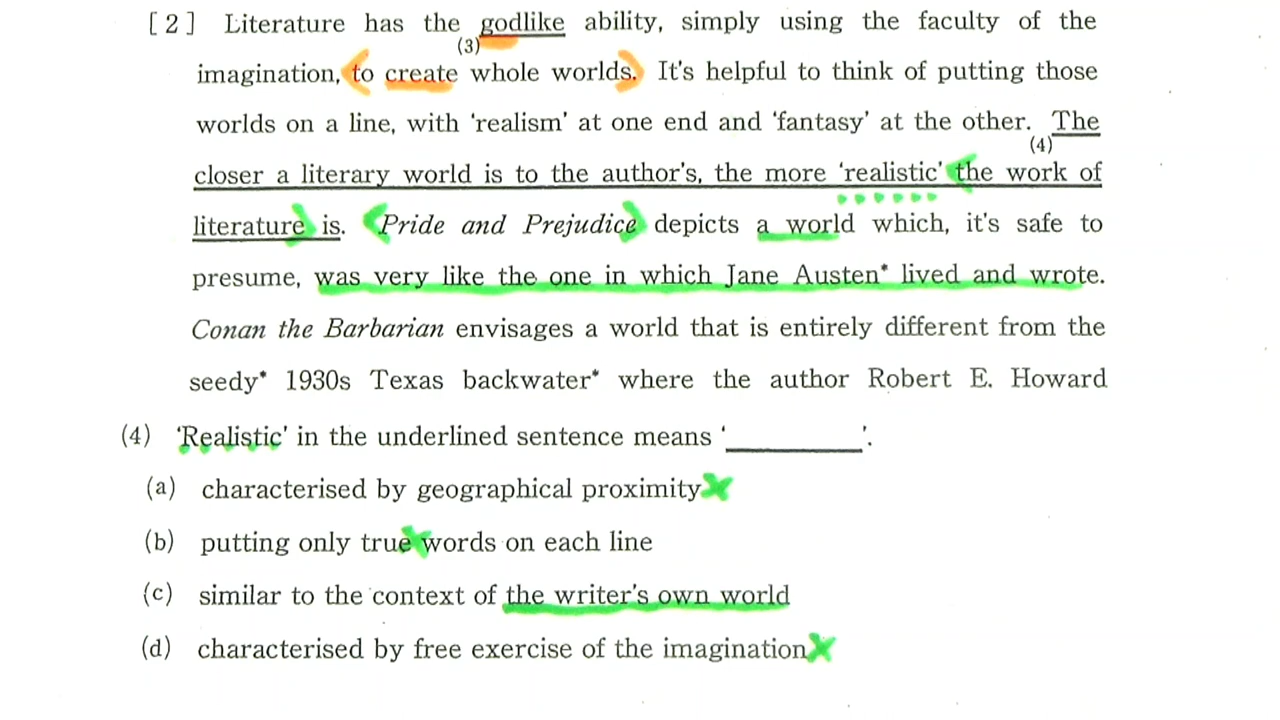 [2] Literature has the godlike ability, simply using the faculty of the
(3)
imagination, to create whole worlds. It's helpful to think of putting those
worlds on a line, with 'realism' at one end and 'fantasy' at the other. The
(4)
closer a literary world is to the author's, the more 'realistic' the work of
literature is. Pride and Prejudice depicts a world which, it's safe to
presume, was very like the one in which Jane Austen* lived and wrote.
Conan the Barbarian envisages a world that is entirely different from the
seedy* 1930s Texas backwater* where the author Robert E. Howard
(4) 'Realistic' in the underlined sentence means '__________'.
(a) characterised by geographical proximity
(b) putting only true words on each line
(c) similar to the context of the writer's own world
(d) characterised by free exercise of the imagination